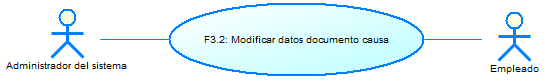 F3.2: Modificar datos documento causa
Administrador del sistema
Empleado